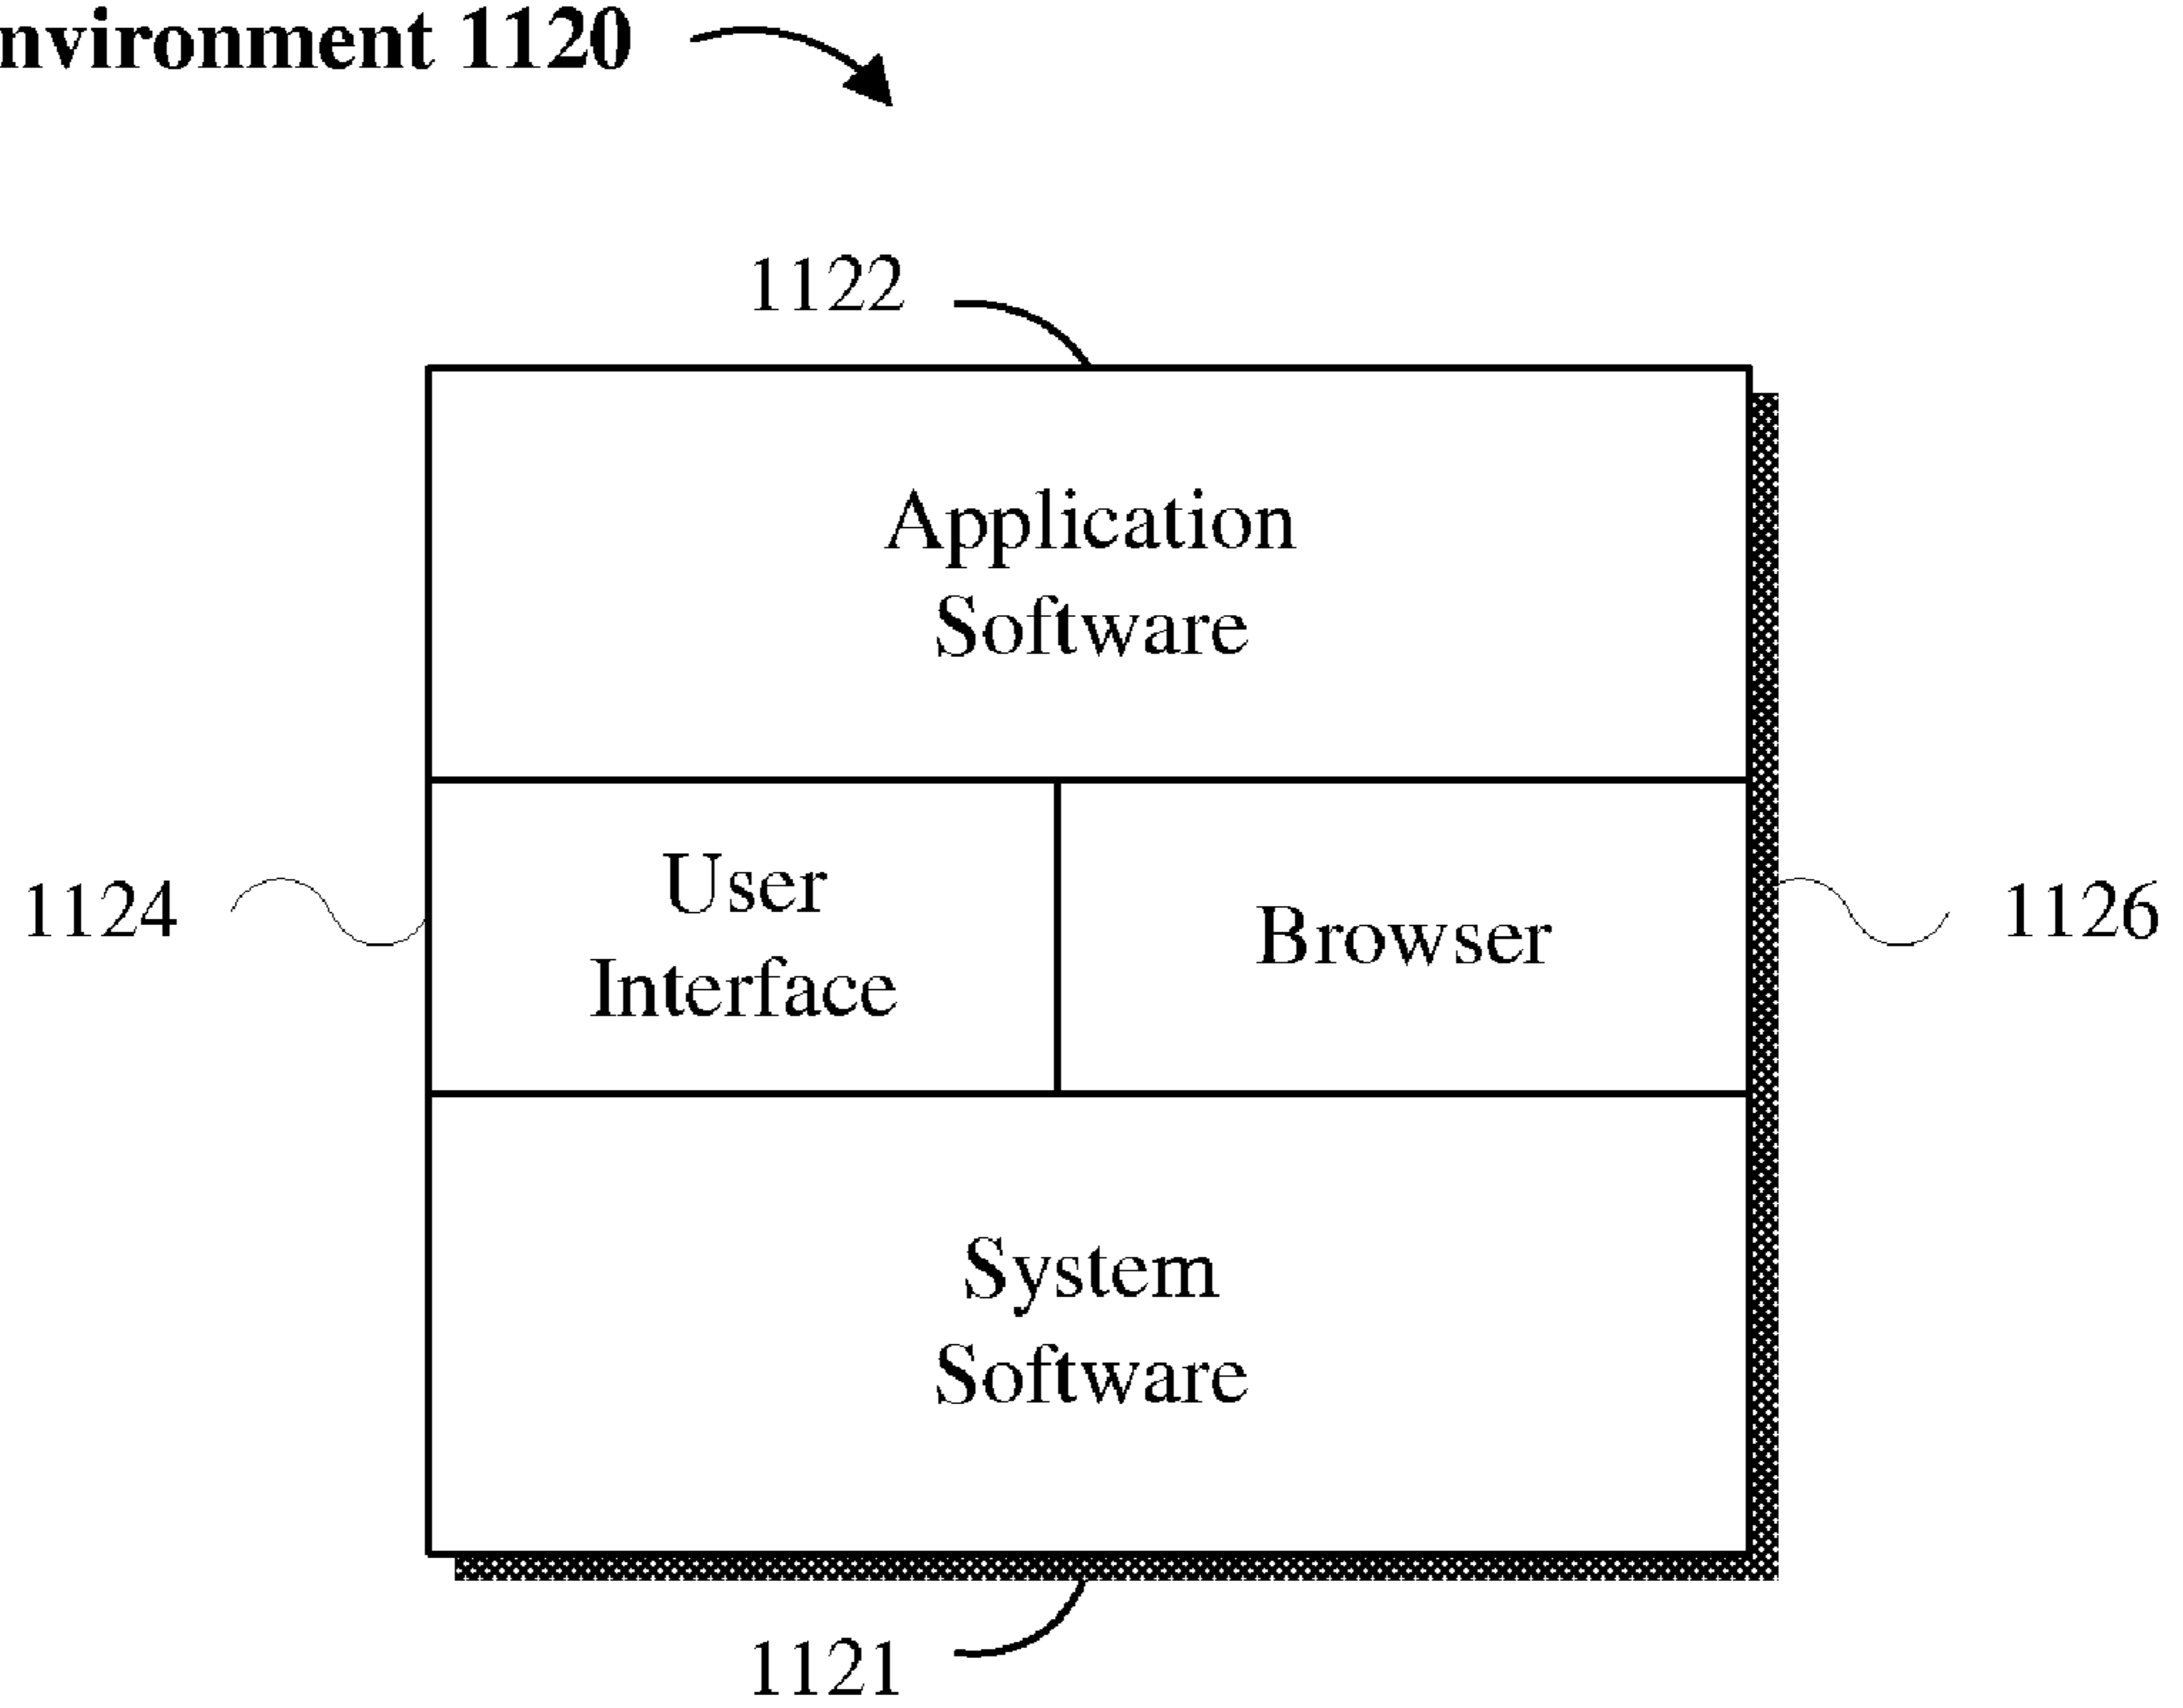 nvironment 1120
1122
Application
Software
User
Interface
1124
Browser
1126
System
Software
1121